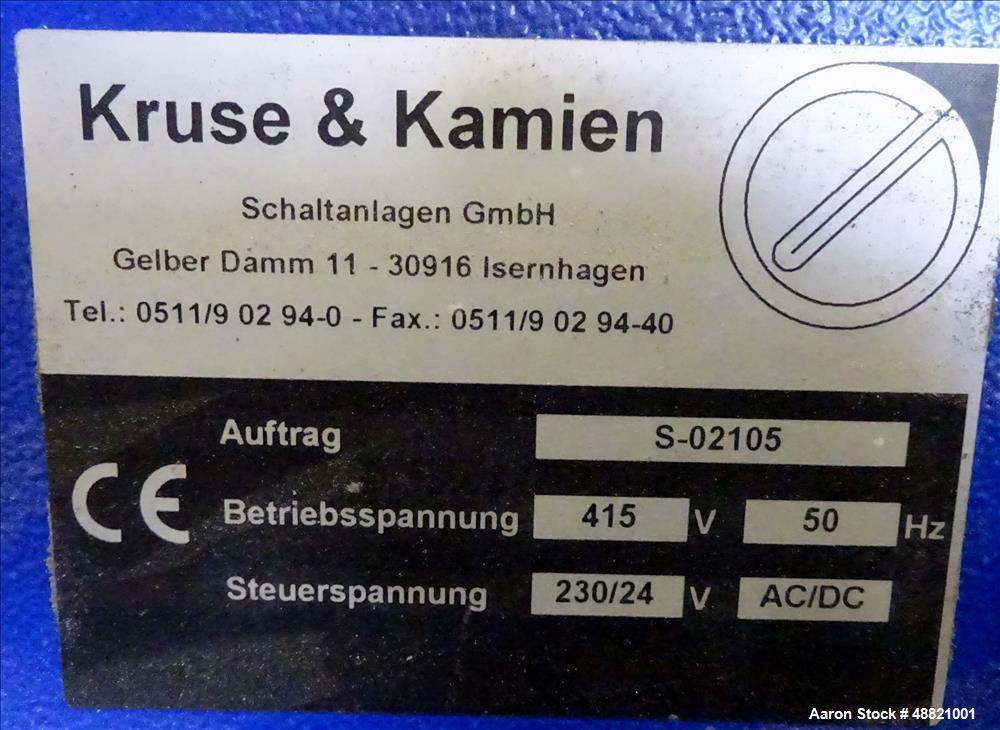 Kruse & Kamien
Schaltanlagen GmbH
Gelber Damm 11 - 30916 Isernhagen
Tel.: 0511/9 02 94-0 - Fax.: 0511/9 02 94-40
Auftrag S-02105
CE
Betriebsspannung 415 V 50 Hz
Steuerspannung 230/24 V AC/DC
Aaron Stock # 48821001